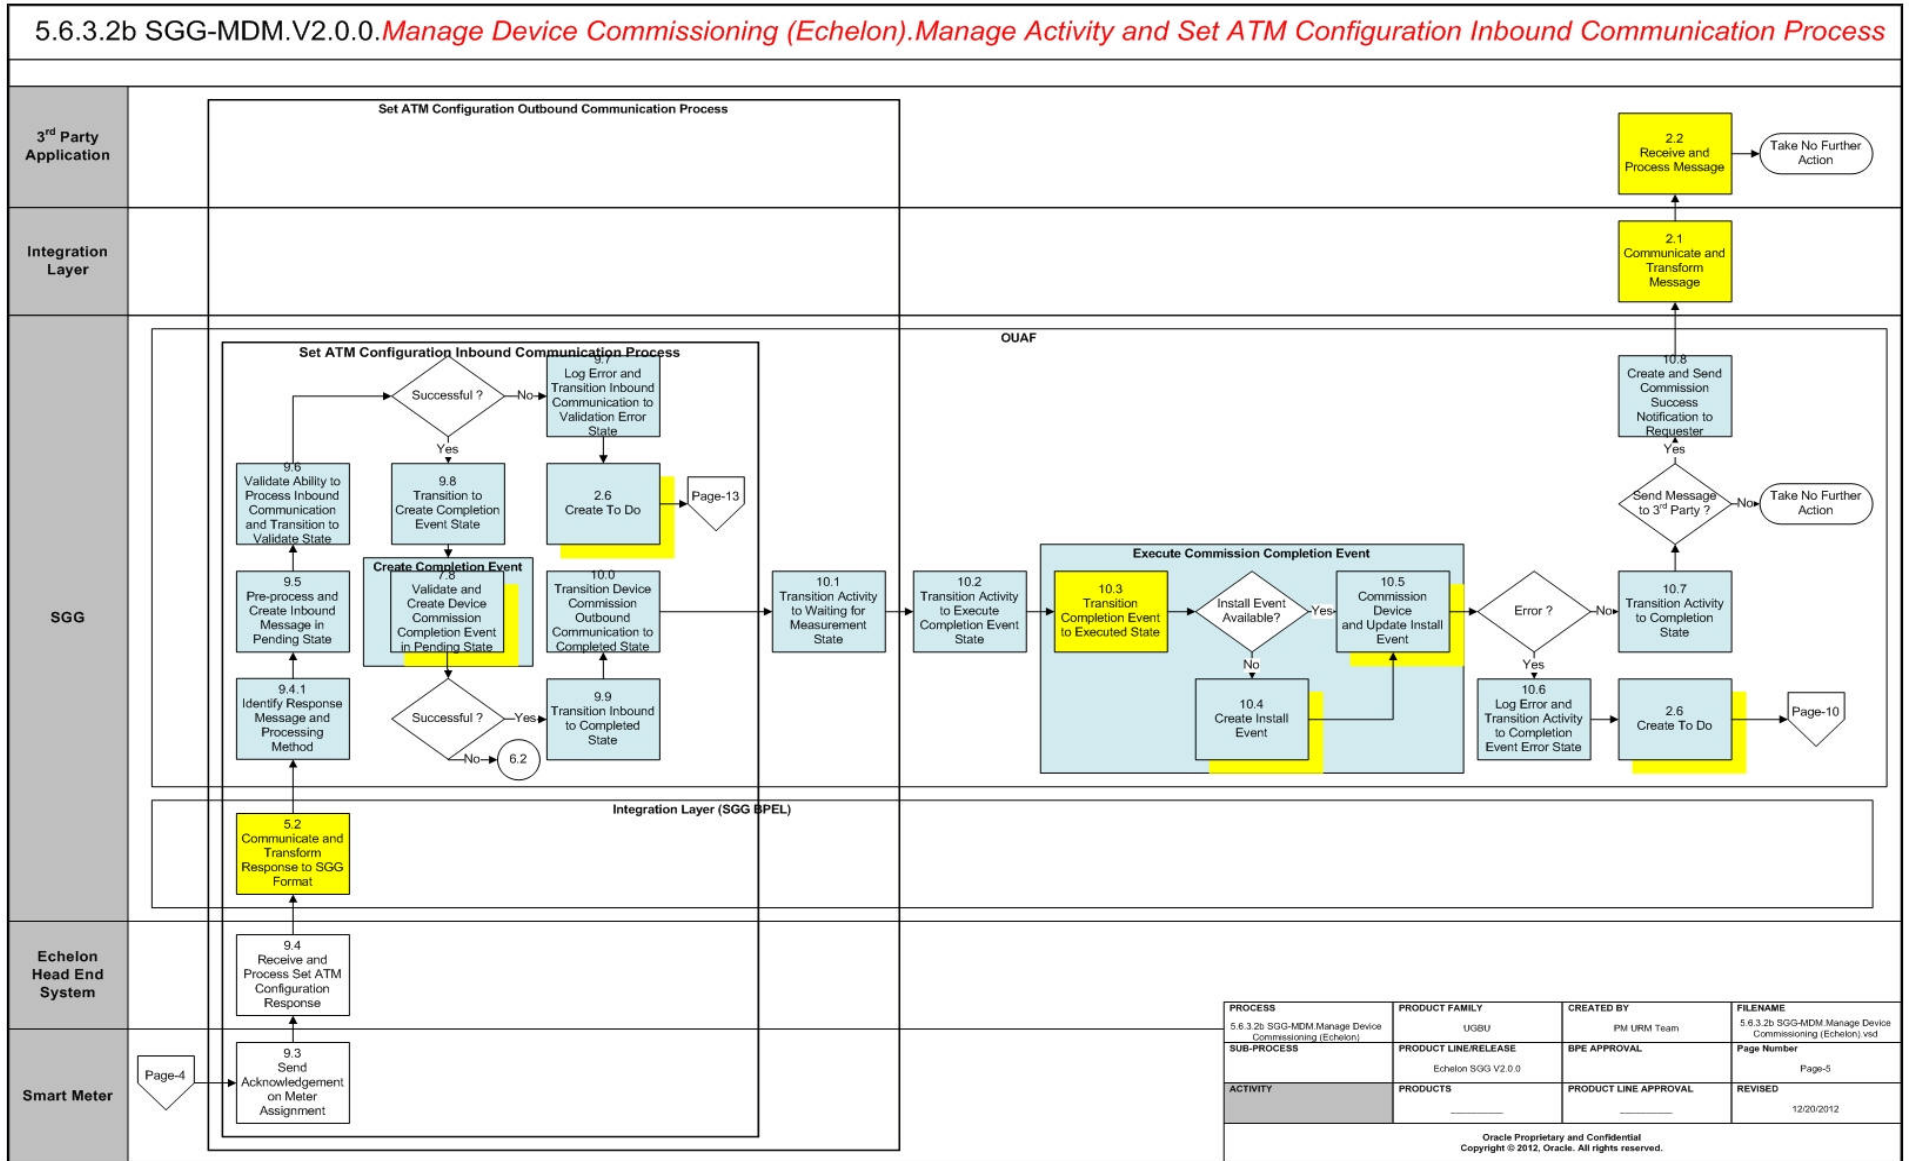 5.6.3.2b SGG-MDM.V2.0.0.Manage Device Commissioning (Echelon).Manage Activity and Set ATM Configuration Inbound Communication Process
3rd Party
Application
Set ATM Configuration Outbound Communication Process
2.2
Receive and
Process Message
Take No Further
Action
Integration
Layer
2.1
Communicate and
Transform
Message
SGG
OUAF
Set ATM Configuration Inbound Communication Process
Successful ?
No
9.7
Log Error and
Transition Inbound
Communication to
Validation Error
State
Yes
9.6
Validate Ability to
Process Inbound
Communication
and Transition to
Validate State
9.8
Transition to
Create Completion
Event State
2.6
Create To Do
Page-13
9.5
Pre-process and
Create Inbound
Message in
Pending State
Create Completion Event
7.8
Validate and
Create Device
Commission
Completion Event
in Pending State
10.0
Transition Device
Commission
Outbound
Communication to
Completed State
10.1
Transition Activity
to Waiting for
Measurement
State
10.2
Transition Activity
to Execute
Completion Event
State
Execute Commission Completion Event
10.3
Transition
Completion Event
to Executed State
Install Event
Available?
Yes
10.5
Commission
Device
and Update Install
Event
No
10.4
Create Install
Event
Error ?
No
10.7
Transition Activity
to Completion
State
Yes
10.6
Log Error and
Transition Activity
to Completion
Event Error State
2.6
Create To Do
Page-10
10.8
Create and Send
Commission
Success
Notification to
Requester
Yes
Send Message
to 3rd Party ?
No
Take No Further
Action
9.4.1
Identify Response
Message and
Processing
Method
Successful ?
Yes
9.9
Transition Inbound
to Completed
State
No
6.2
Integration Layer (SGG BPEL)
5.2
Communicate and
Transform
Response to SGG
Format
Echelon
Head End
System
9.4
Receive and
Process Set ATM
Configuration
Response
Smart Meter
Page-4
9.3
Send
Acknowledgement
on Meter
Assignment
PROCESS
5.6.3.2b SGG-MDM.Manage Device
Commissioning (Echelon)
PRODUCT FAMILY
UGBU
CREATED BY
PM URM Team
FILENAME
5.6.3.2b SGG-MDM.Manage Device
Commissioning (Echelon).vsd
SUB-PROCESS
PRODUCT LINE/RELEASE
Echelon SGG V2.0.0
BPE APPROVAL
Page Number
Page-5
ACTIVITY
PRODUCTS
PRODUCT LINE APPROVAL
REVISED
12/20/2012
Oracle Proprietary and Confidential
Copyright © 2012, Oracle. All rights reserved.